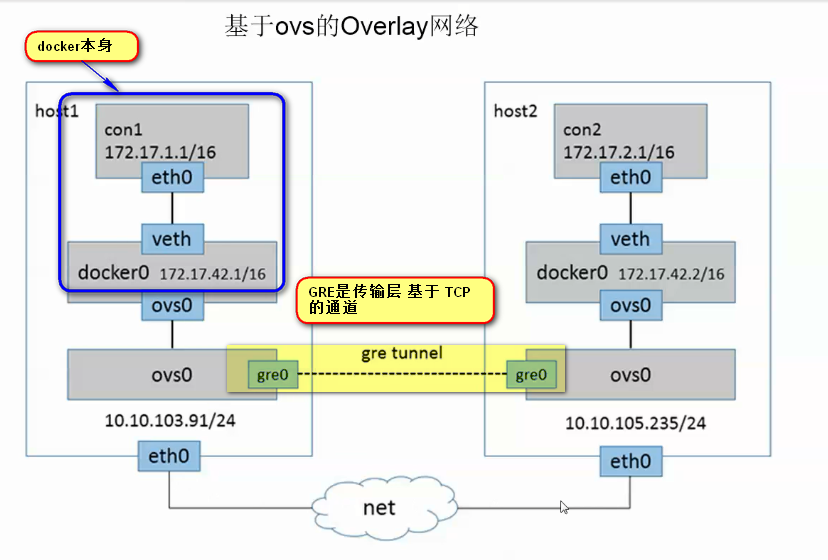 基于ovs的Overlay网络
docker本身
host1
con1
172.17.1.1/16
eth0
veth
docker0 172.17.42.1/16
ovs0
ovs0
gre0
10.10.103.91/24
eth0
GRE是传输层 基于 TCP
的通道
gre tunnel
host2
con2
172.17.2.1/16
eth0
veth
docker0 172.17.42.2/16
ovs0
gre0
ovs0
10.10.105.235/24
eth0
net